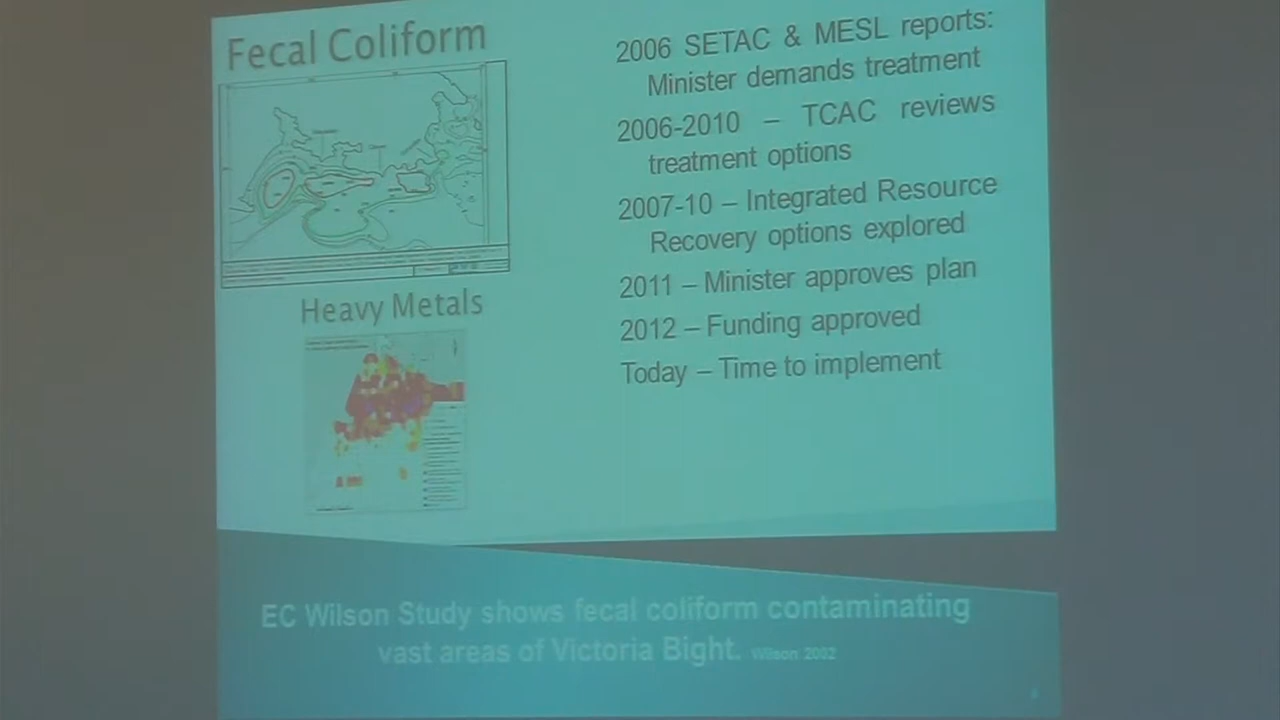 Fecal Coliform
Heavy Metals
2006 SETAC & MESL reports:
Minister demands treatment
2006-2010 – TCAC reviews
treatment options
2007-10 – Integrated Resource
Recovery options explored
2011 – Minister approves plan
2012 – Funding approved
Today – Time to implement
EC Wilson Study shows fecal coliform contaminating
vast areas of Victoria Bight. Wilson 2002